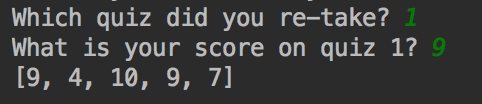 Which quiz did you re-take? 1
What is your score on quiz 1? 9
[9, 4, 10, 9, 7]